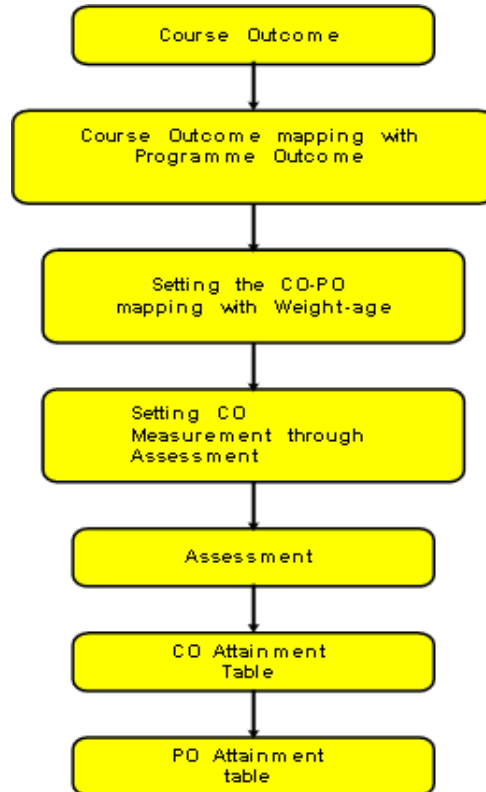 Course Outcome
Course Outcome mapping with
Programme Outcome
Setting the CO-PO
mapping with Weight-age
Setting CO
Measurement through
Assessment
Assessment
CO Attainment
Table
PO Attainment
table